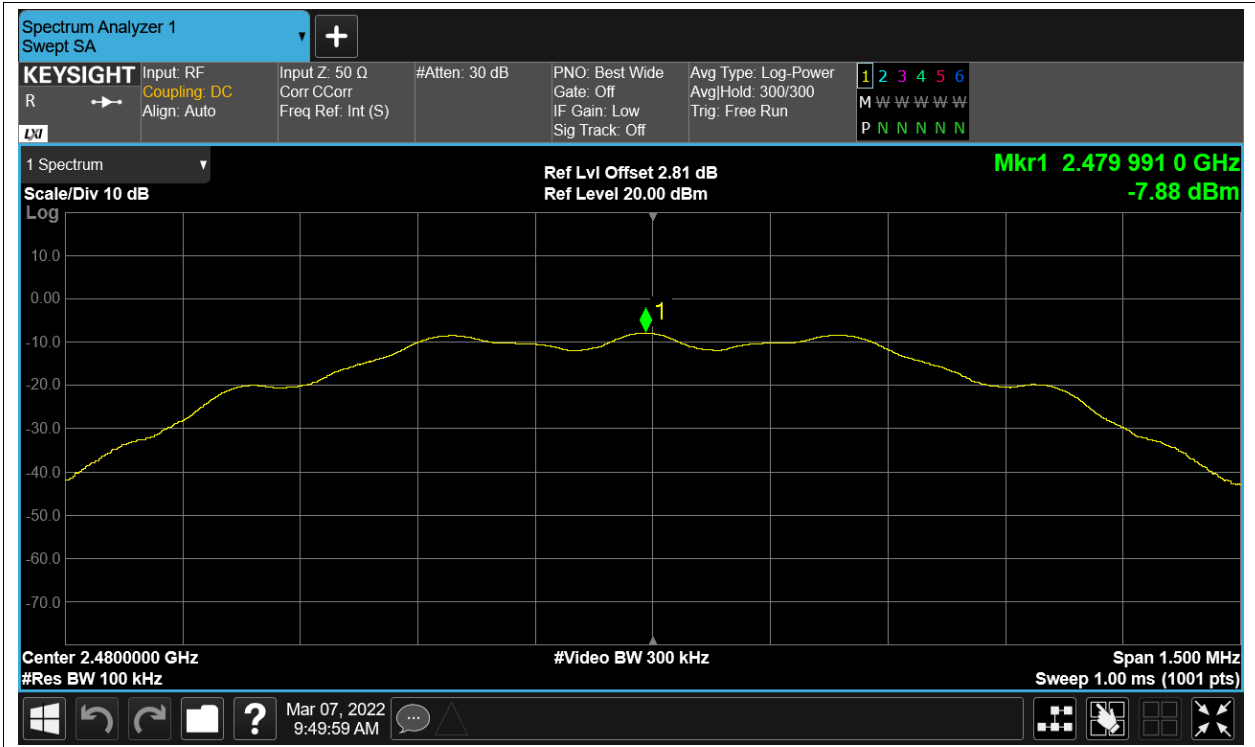 Spectrum Analyzer 1
Swept SA
KEYSIGHT
R
LXI
Input: RF
Coupling: DC
Align: Auto
Input Z: 50 Ω
Corr CCorr
Freq Ref: Int (S)
#Atten: 30 dB
PNO: Best Wide
Gate: Off
IF Gain: Low
Sig Track: Off
Avg Type: Log-Power
Avg|Hold: 300/300
Trig: Free Run
1 2 3 4 5 6
M W W W W W
P N N N N N
1 Spectrum
Scale/Div 10 dB
Ref Lvl Offset 2.81 dB
Ref Level 20.00 dBm
Mkr1 2.479 991 0 GHz
-7.88 dBm
Log
10.0
0.00
1
-10.0
-20.0
-30.0
-40.0
-50.0
-60.0
-70.0
Center 2.4800000 GHz
#Video BW 300 kHz
Span 1.500 MHz
#Res BW 100 kHz
Sweep 1.00 ms (1001 pts)
?
Mar 07, 2022
9:49:59 AM